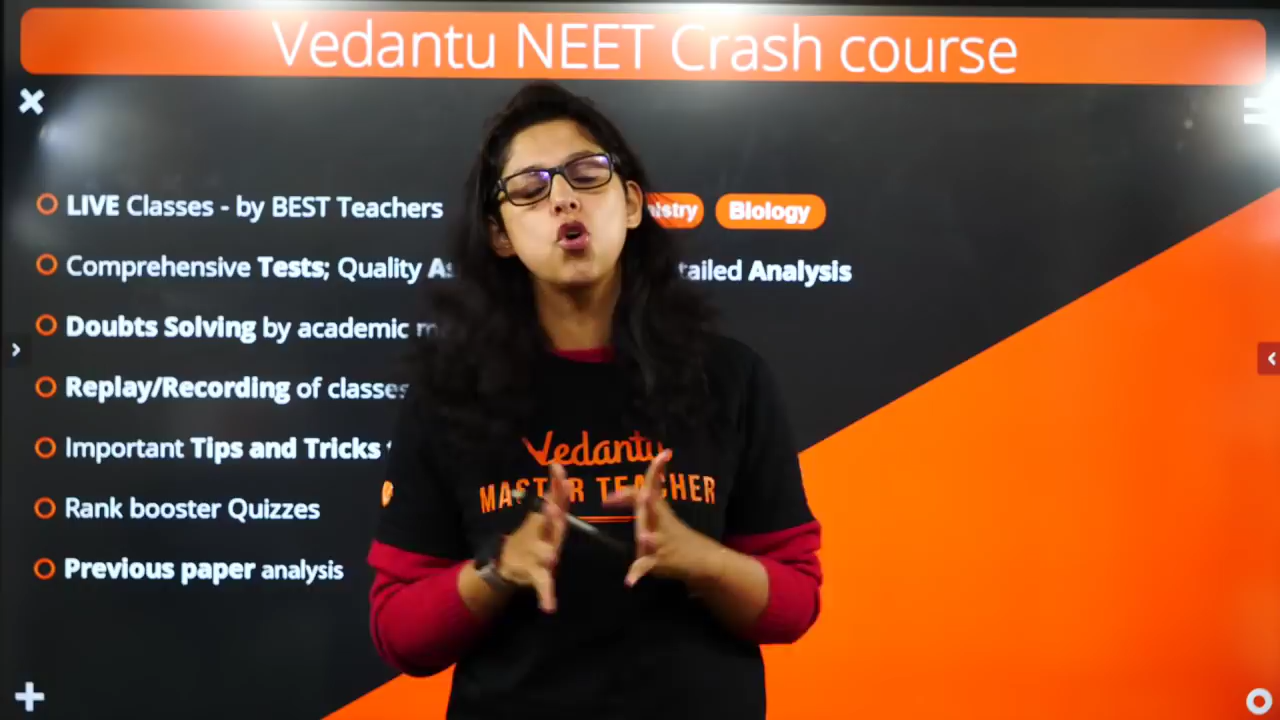 Vedantu NEET Crash course
LIVE Classes - by BEST Teachers
Biology
Comprehensive Tests; Quality
Analysis
Doubts Solving by academic
Replay/Recording of classes
Important Tips and Tricks
Rank booster Quizzes
Previous paper analysis
Vedantu
MASTER TEACHER